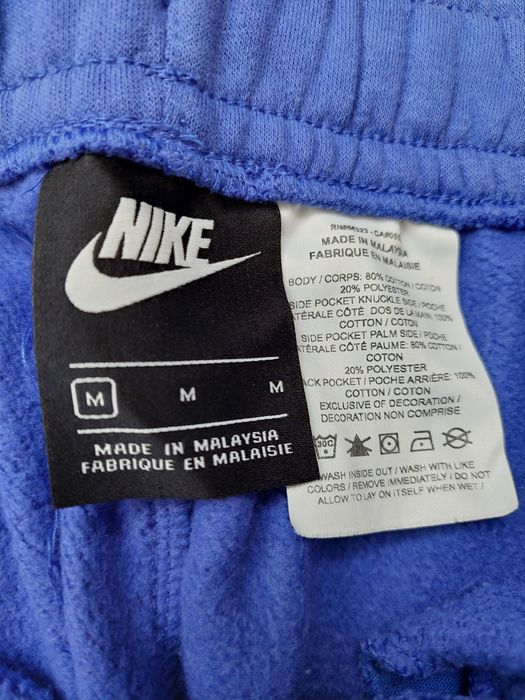 NIKE
M M M
MADE IN MALAYSIA
FABRIQUE EN MALAISIE
MADE IN MALAYSIA
FABRIQUE EN MALAISIE
BODY / CORPS: 80% COTTON / COTON
20% POLYESTER
SIDE POCKET KNUCKLE SIDE / POCHE
TÉRALE CÔTÉ DOS DE LA MAIN: 100%
COTTON / COTON
SIDE POCKET PALM SIDE / POCHE
TÉRALE CÔTÉ PAUME: 80% COTTON /
COTON
20% POLYESTER
ACK POCKET / POCHE ARRIÈRE: 100%
COTTON / COTON
EXCLUSIVE OF DECORATION /
DECORATION NON COMPRISE
30C
WASH INSIDE OUT / WASH WITH LIKE
COLORS / REMOVE IMMEDIATELY / DO NOT
ALLOW TO LAY ON ITSELF WHEN WET /